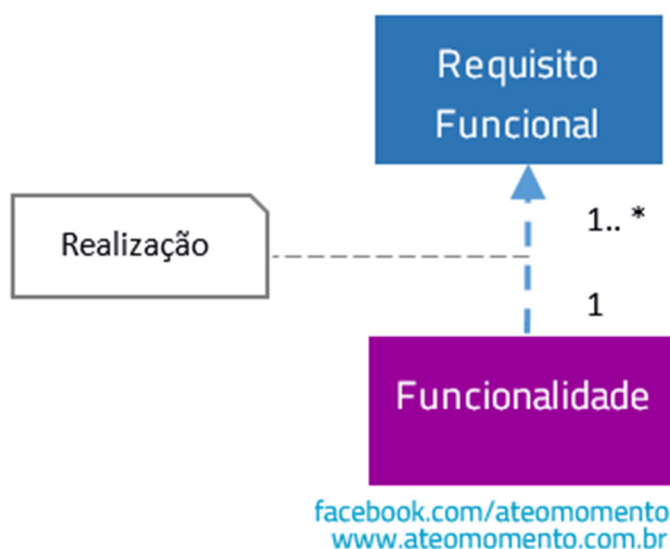 Requisito
Funcional
Realização
1.. *
1
Funcionalidade
facebook.com/ateomomento
www.ateomomento.com.br